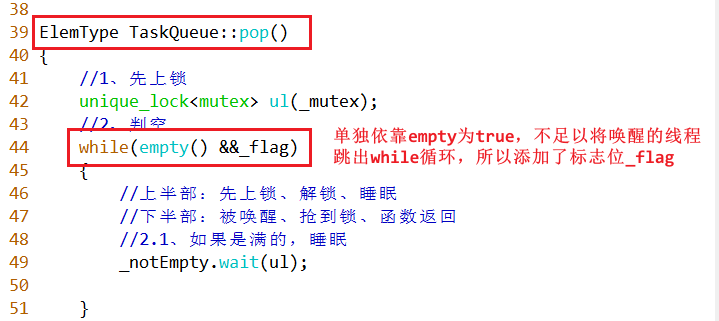 38
39 ElemType TaskQueue::pop()
40 {
41 //1、先上锁
42 unique_lock<mutex> ul(_mutex);
43 //2、判空
44 while(empty() &&_flag)
单独依靠empty为true，不足以将唤醒的线程
跳出while循环，所以添加了标志位_flag
45 {
46 //上半部：先上锁、解锁、睡眠
47 //下半部：被唤醒、抢到锁、函数返回
48 //2.1、如果是满的，睡眠
49 _notEmpty.wait(ul);
50
51 }